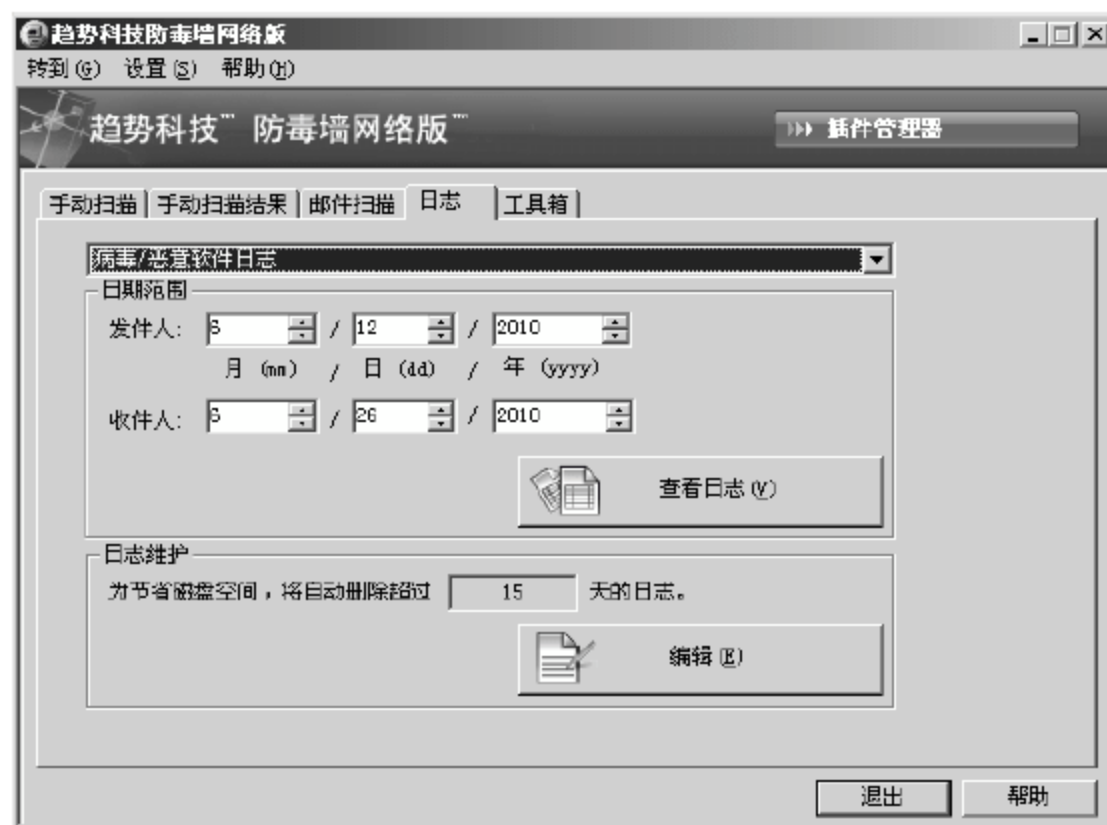 趋势科技防毒墙网络版
转到(G) 设置(S) 帮助(H)
趋势科技™ 防毒墙网络版™
插件管理器
手动扫描 手动扫描结果 邮件扫描 日志 工具箱
病毒/恶意软件日志
日期范围
发件人: 6 / 12 / 2010
月 (mm) / 日 (dd) / 年 (yyyy)
收件人: 6 / 26 / 2010
查看日志(V)
日志维护
为节省磁盘空间，将自动删除超过 15 天的日志。
编辑(E)
退出 帮助